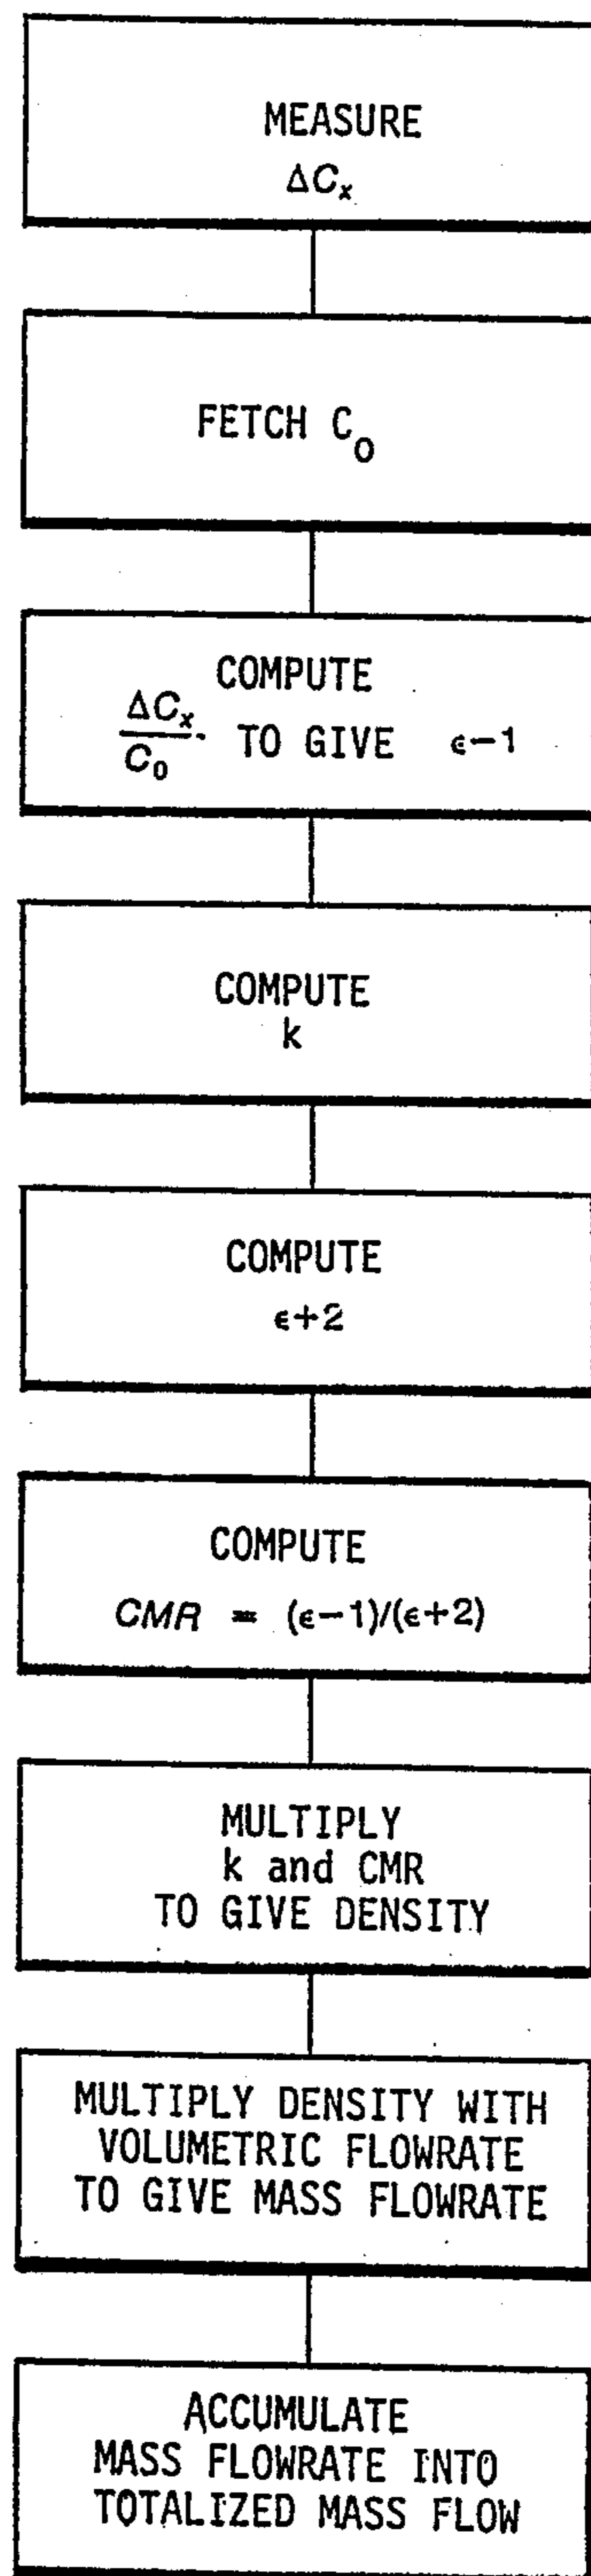 MEASURE
ΔCx
FETCH C0
COMPUTE
ΔCx/C0 TO GIVE ϵ−1
COMPUTE
k
COMPUTE
ϵ+2
COMPUTE
CMR = (ϵ−1)/(ϵ+2)
MULTIPLY
k and CMR
TO GIVE DENSITY
MULTIPLY DENSITY WITH
VOLUMETRIC FLOWRATE
TO GIVE MASS FLOWRATE
ACCUMULATE
MASS FLOWRATE INTO
TOTALIZED MASS FLOW